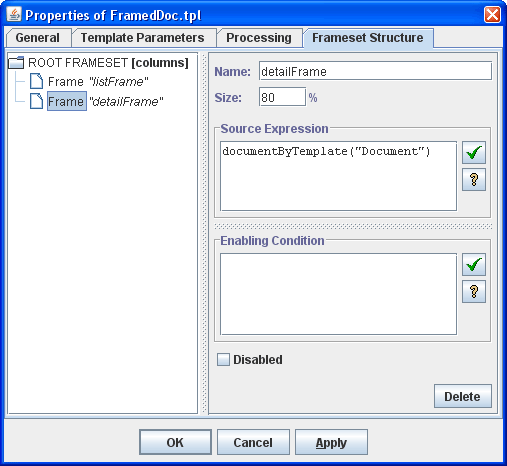 Properties of FramedDoc.tpl
General Template Parameters Processing Frameset Structure
ROOT FRAMESET [columns]
Frame "listFrame"
Frame "detailFrame"
Name: detailFrame
Size: 80 %
Source Expression
documentByTemplate("Document")
?
Enabling Condition
?
Disabled
Delete
OK Cancel Apply